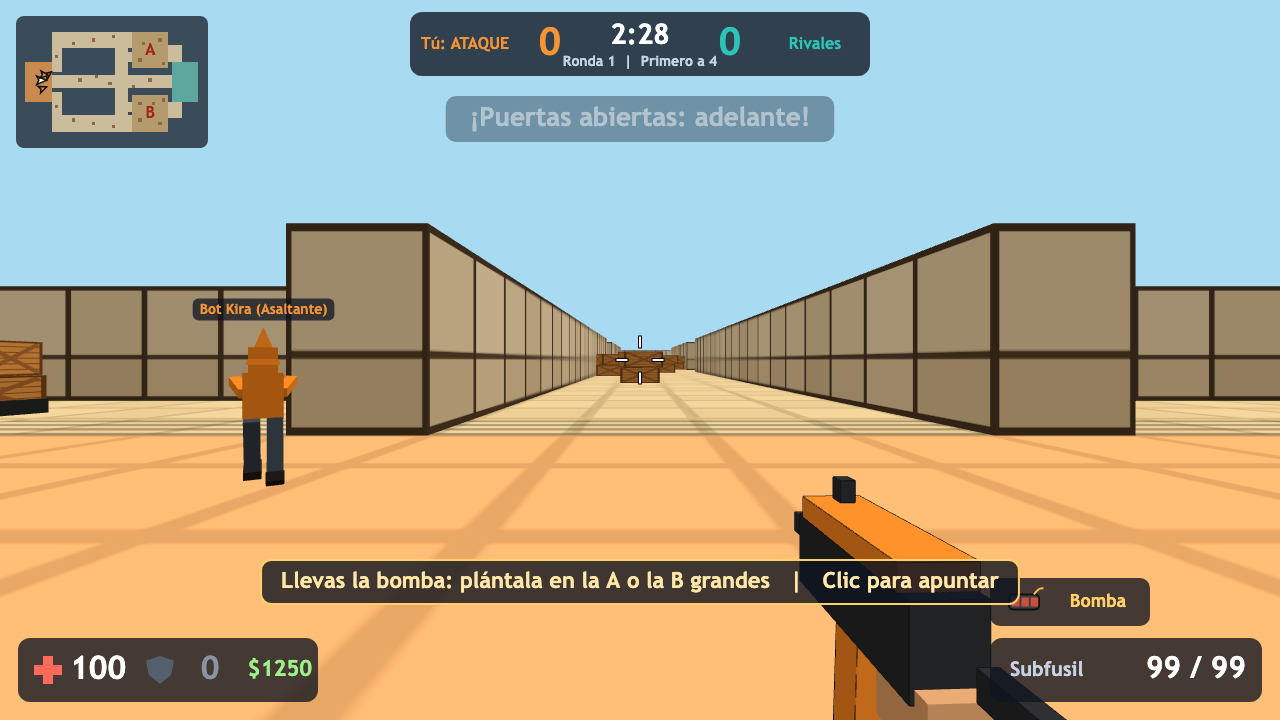 A
B
Tú: ATAQUE
0
2:28
0
Rivales
Ronda 1 | Primero a 4
¡Puertas abiertas: adelante!
Bot Kira (Asaltante)
Llevas la bomba: plántala en la A o la B grandes | Clic para apuntar
Bomba
100
0
$1250
Subfusil
99 / 99